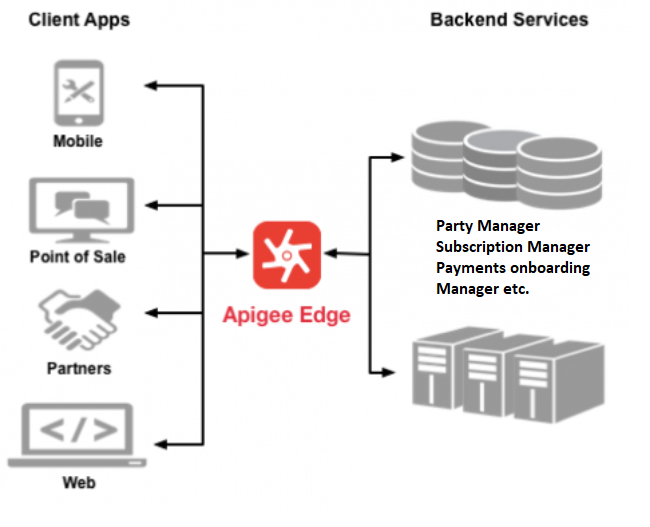 Client Apps
Backend Services
Mobile
Point of Sale
Partners
</>
Web
Apigee Edge
Party Manager
Subscription Manager
Payments onboarding
Manager etc.